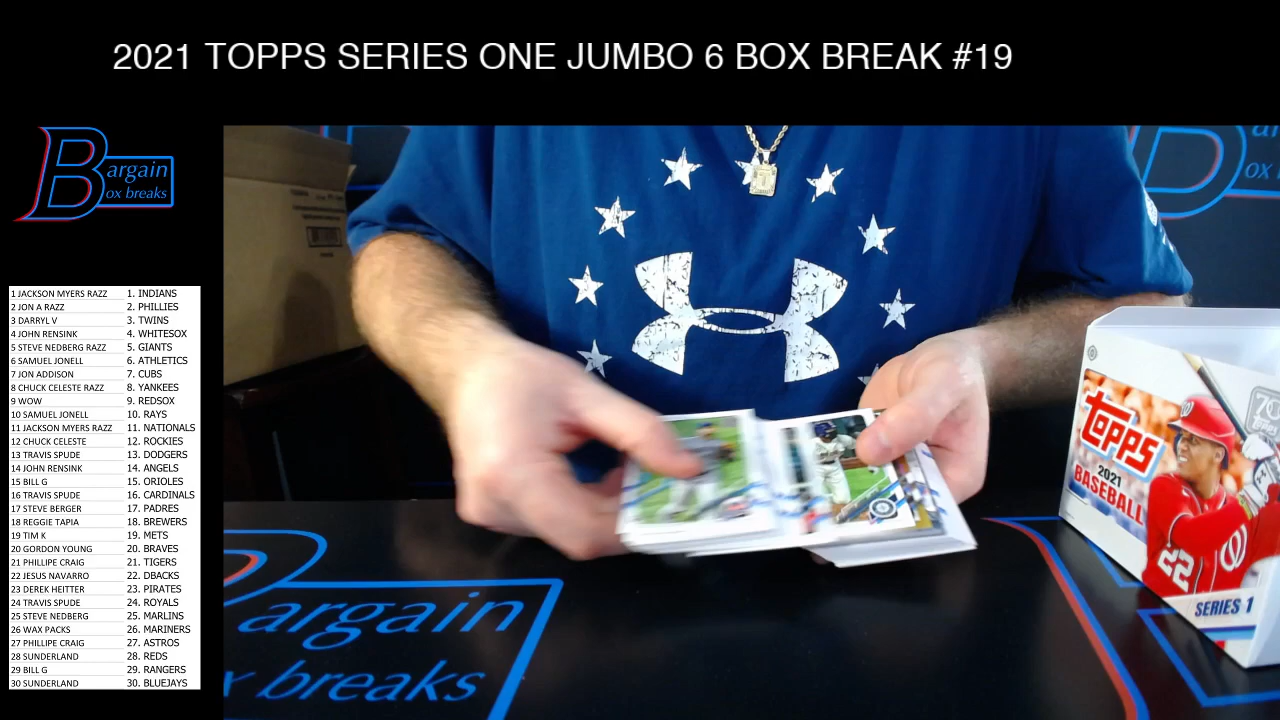 2021 TOPPS SERIES ONE JUMBO 6 BOX BREAK #19
Bargain
ox breaks
1 JACKSON MYERS RAZZ 1. INDIANS
2 JON A RAZZ 2. PHILLIES
3 DARRYL V 3. TWINS
4 JOHN RENSINK 4. WHITESOX
5 STEVE NEDBERG RAZZ 5. GIANTS
6 SAMUEL JONELL 6. ATHLETICS
7 JON ADDISON 7. CUBS
8 CHUCK CELESTE RAZZ 8. YANKEES
9 WOW 9. REDSOX
10 SAMUEL JONELL 10. RAYS
11 JACKSON MYERS RAZZ 11. NATIONALS
12 CHUCK CELESTE 12. ROCKIES
13 TRAVIS SPUDE 13. DODGERS
14 JOHN RENSINK 14. ANGELS
15 BILL G 15. ORIOLES
16 TRAVIS SPUDE 16. CARDINALS
17 STEVE BERGER 17. PADRES
18 REGGIE TAPIA 18. BREWERS
19 TIM K 19. METS
20 GORDON YOUNG 20. BRAVES
21 PHILLIPE CRAIG 21. TIGERS
22 JESUS NAVARRO 22. DBACKS
23 DEREK HEITTER 23. PIRATES
24 TRAVIS SPUDE 24. ROYALS
25 STEVE NEDBERG 25. MARLINS
26 WAX PACKS 26. MARINERS
27 PHILLIPE CRAIG 27. ASTROS
28 SUNDERLAND 28. REDS
29 BILL G 29. RANGERS
30 SUNDERLAND 30. BLUEJAYS
topps
2021
BASEBALL
22
SERIES 1
argain
x breaks
ox